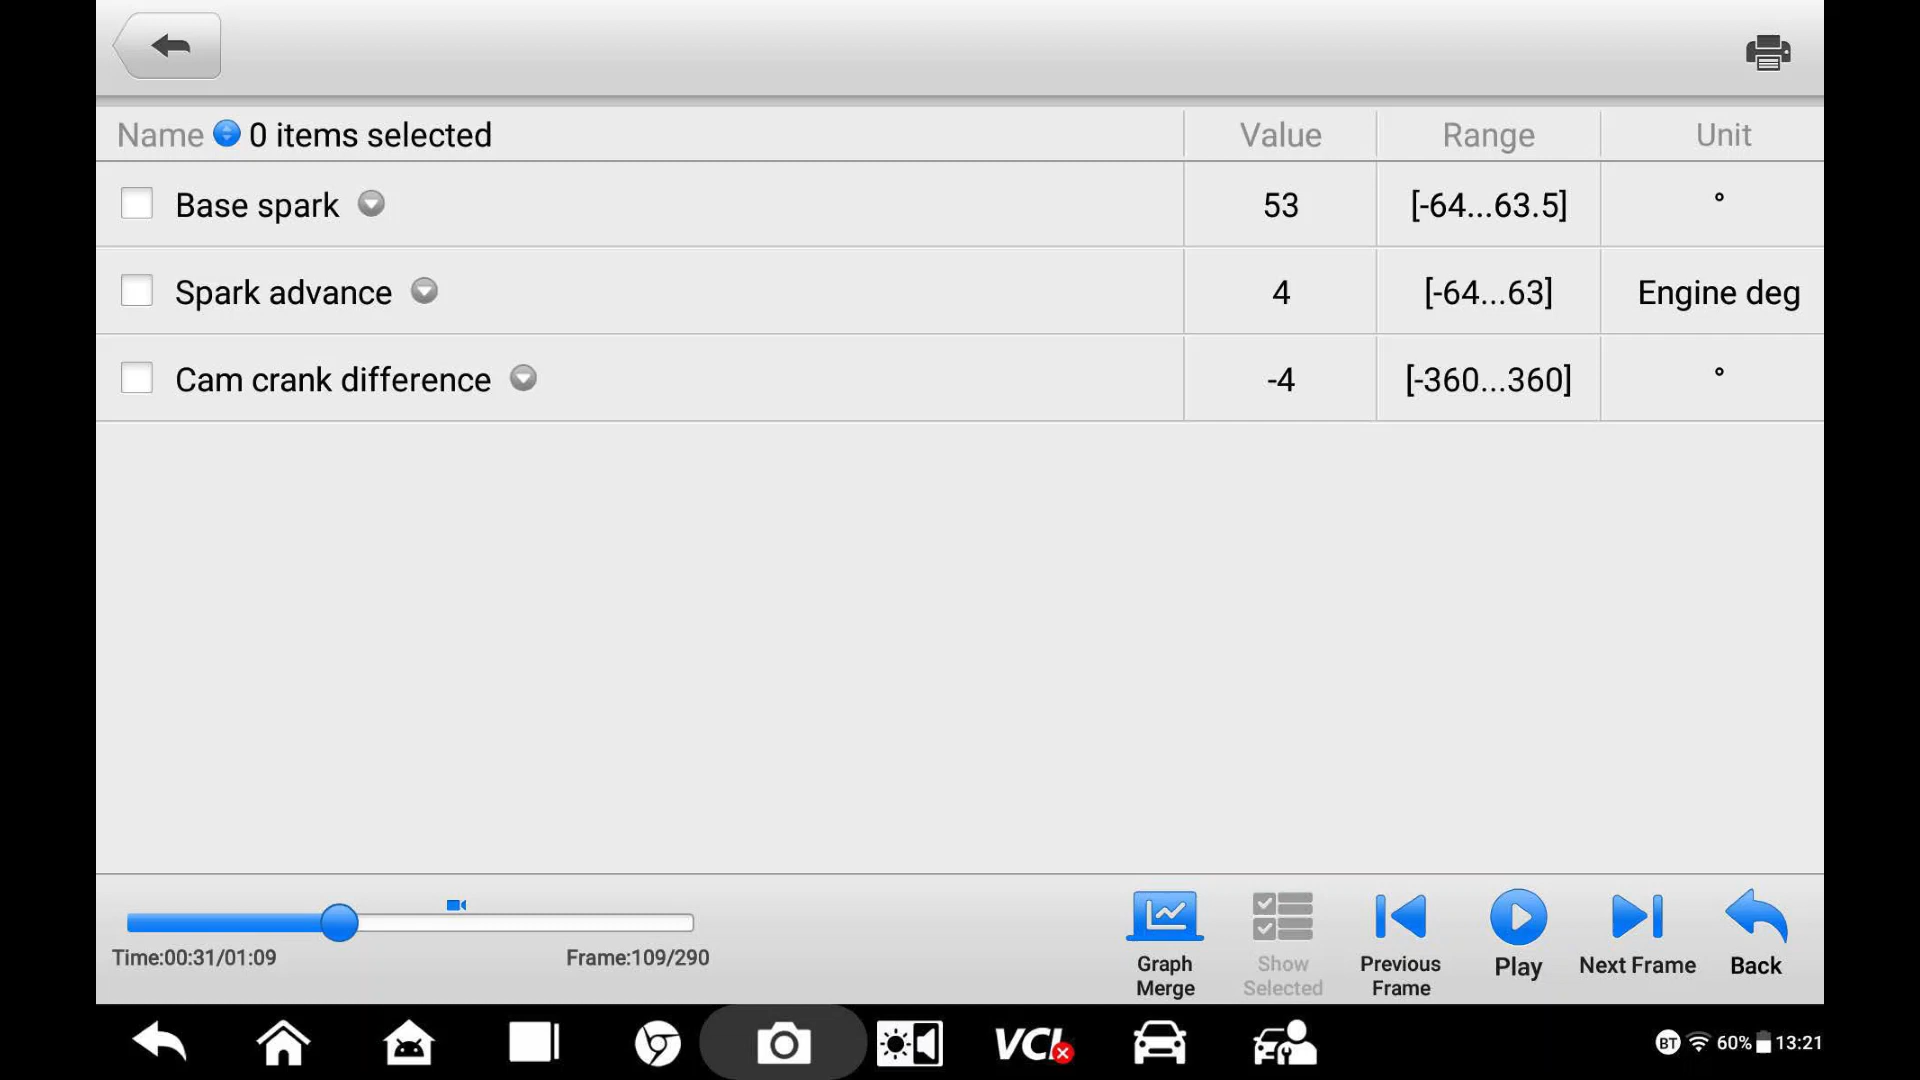 Name 0 items selected Value Range Unit
Base spark 53 [-64...63.5] °
Spark advance 4 [-64...63] Engine deg
Cam crank difference -4 [-360...360] °
Time:00:31/01:09 Frame:109/290
Graph Merge
Show Selected
Previous Frame
Play
Next Frame
Back
VCI
BT 60% 13:21